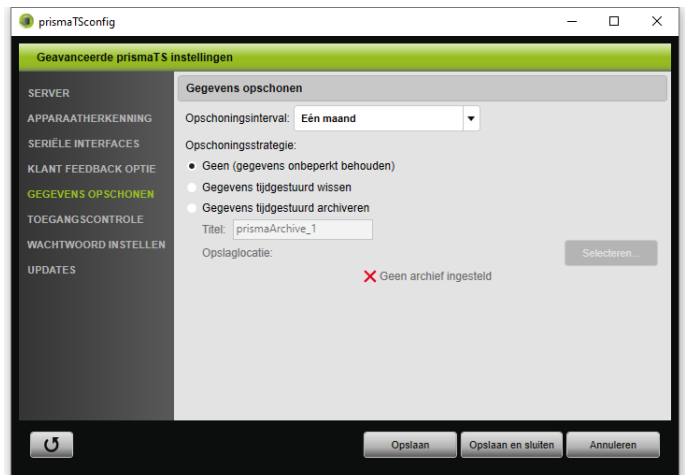 prismaTSconfig
Geavanceerde prismaTS instellingen
SERVER
APPARAATHERKENNING
SERIËLE INTERFACES
KLANT FEEDBACK OPTIE
GEGEVENS OPSCHONEN
TOEGANGSCONTROLE
WACHTWOORD INSTELLEN
UPDATES
Gegevens opschonen
Opschoningsinterval: Eén maand
Opschoningsstrategie:
Geen (gegevens onbeperkt behouden)
Gegevens tijdgestuurd wissen
Gegevens tijdgestuurd archiveren
Titel: prismaArchive_1
Opslaglocatie: Selecteren...
Geen archief ingesteld
Opslaan Opslaan en sluiten Annuleren